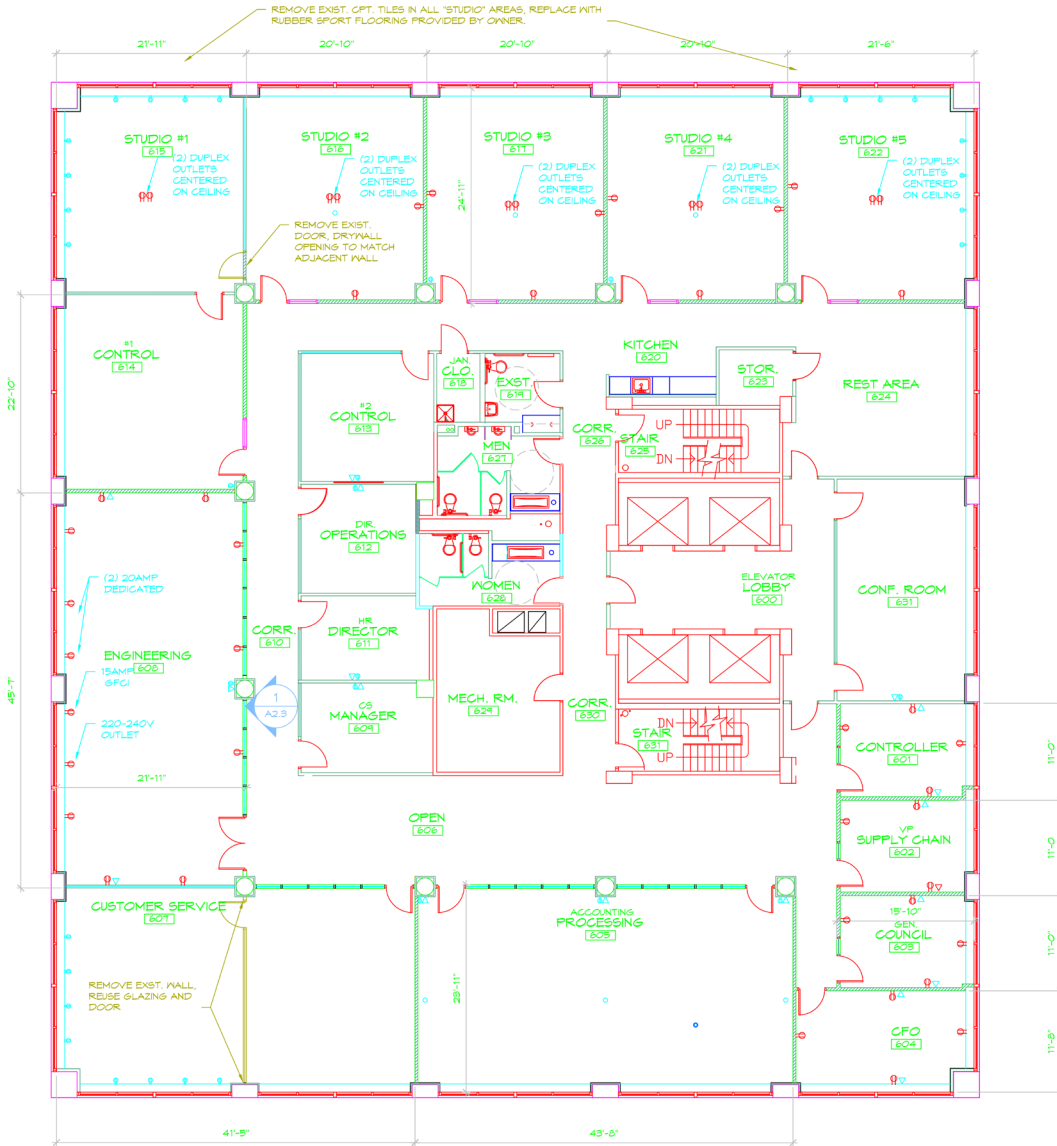 REMOVE EXIST. CPT. TILES IN ALL "STUDIO" AREAS, REPLACE WITH
RUBBER SPORT FLOORING PROVIDED BY OWNER.
21'-11"
20'-10"
20'-10"
20'-10"
21'-6"
STUDIO #1
615
(2) DUPLEX
OUTLETS
CENTERED
ON CEILING
STUDIO #2
616
(2) DUPLEX
OUTLETS
CENTERED
ON CEILING
STUDIO #3
617
(2) DUPLEX
OUTLETS
CENTERED
ON CEILING
STUDIO #4
621
(2) DUPLEX
OUTLETS
CENTERED
ON CEILING
STUDIO #5
622
(2) DUPLEX
OUTLETS
CENTERED
ON CEILING
24'-11"
REMOVE EXIST.
DOOR, DRYWALL
OPENING TO MATCH
ADJACENT WALL
22'-10"
#1
CONTROL
614
#2
CONTROL
613
JAN.
CLO.
618
EXST.
619
KITCHEN
620
STOR.
623
REST AREA
624
MEN
627
CORR.
626
STAIR
625
UP
DN
DIR.
OPERATIONS
612
WOMEN
628
ELEVATOR
LOBBY
600
CONF. ROOM
631
(2) 20AMP
DEDICATED
ENGINEERING
608
15AMP
GFCI
220-240V
OUTLET
45'-7"
21'-11"
CORR.
610
HR
DIRECTOR
611
1
A2.3
CS
MANAGER
609
MECH. RM.
629
CORR.
630
STAIR
631
DN
UP
CONTROLLER
601
11'-0"
OPEN
606
VP
SUPPLY CHAIN
602
11'-0
CUSTOMER SERVICE
607
ACCOUNTING
PROCESSING
605
15'-10"
GEN.
COUNCIL
603
11'-0"
REMOVE EXST. WALL,
REUSE GLAZING AND
DOOR
23'-11"
CFO
604
11'-8"
41'-5"
43'-8"